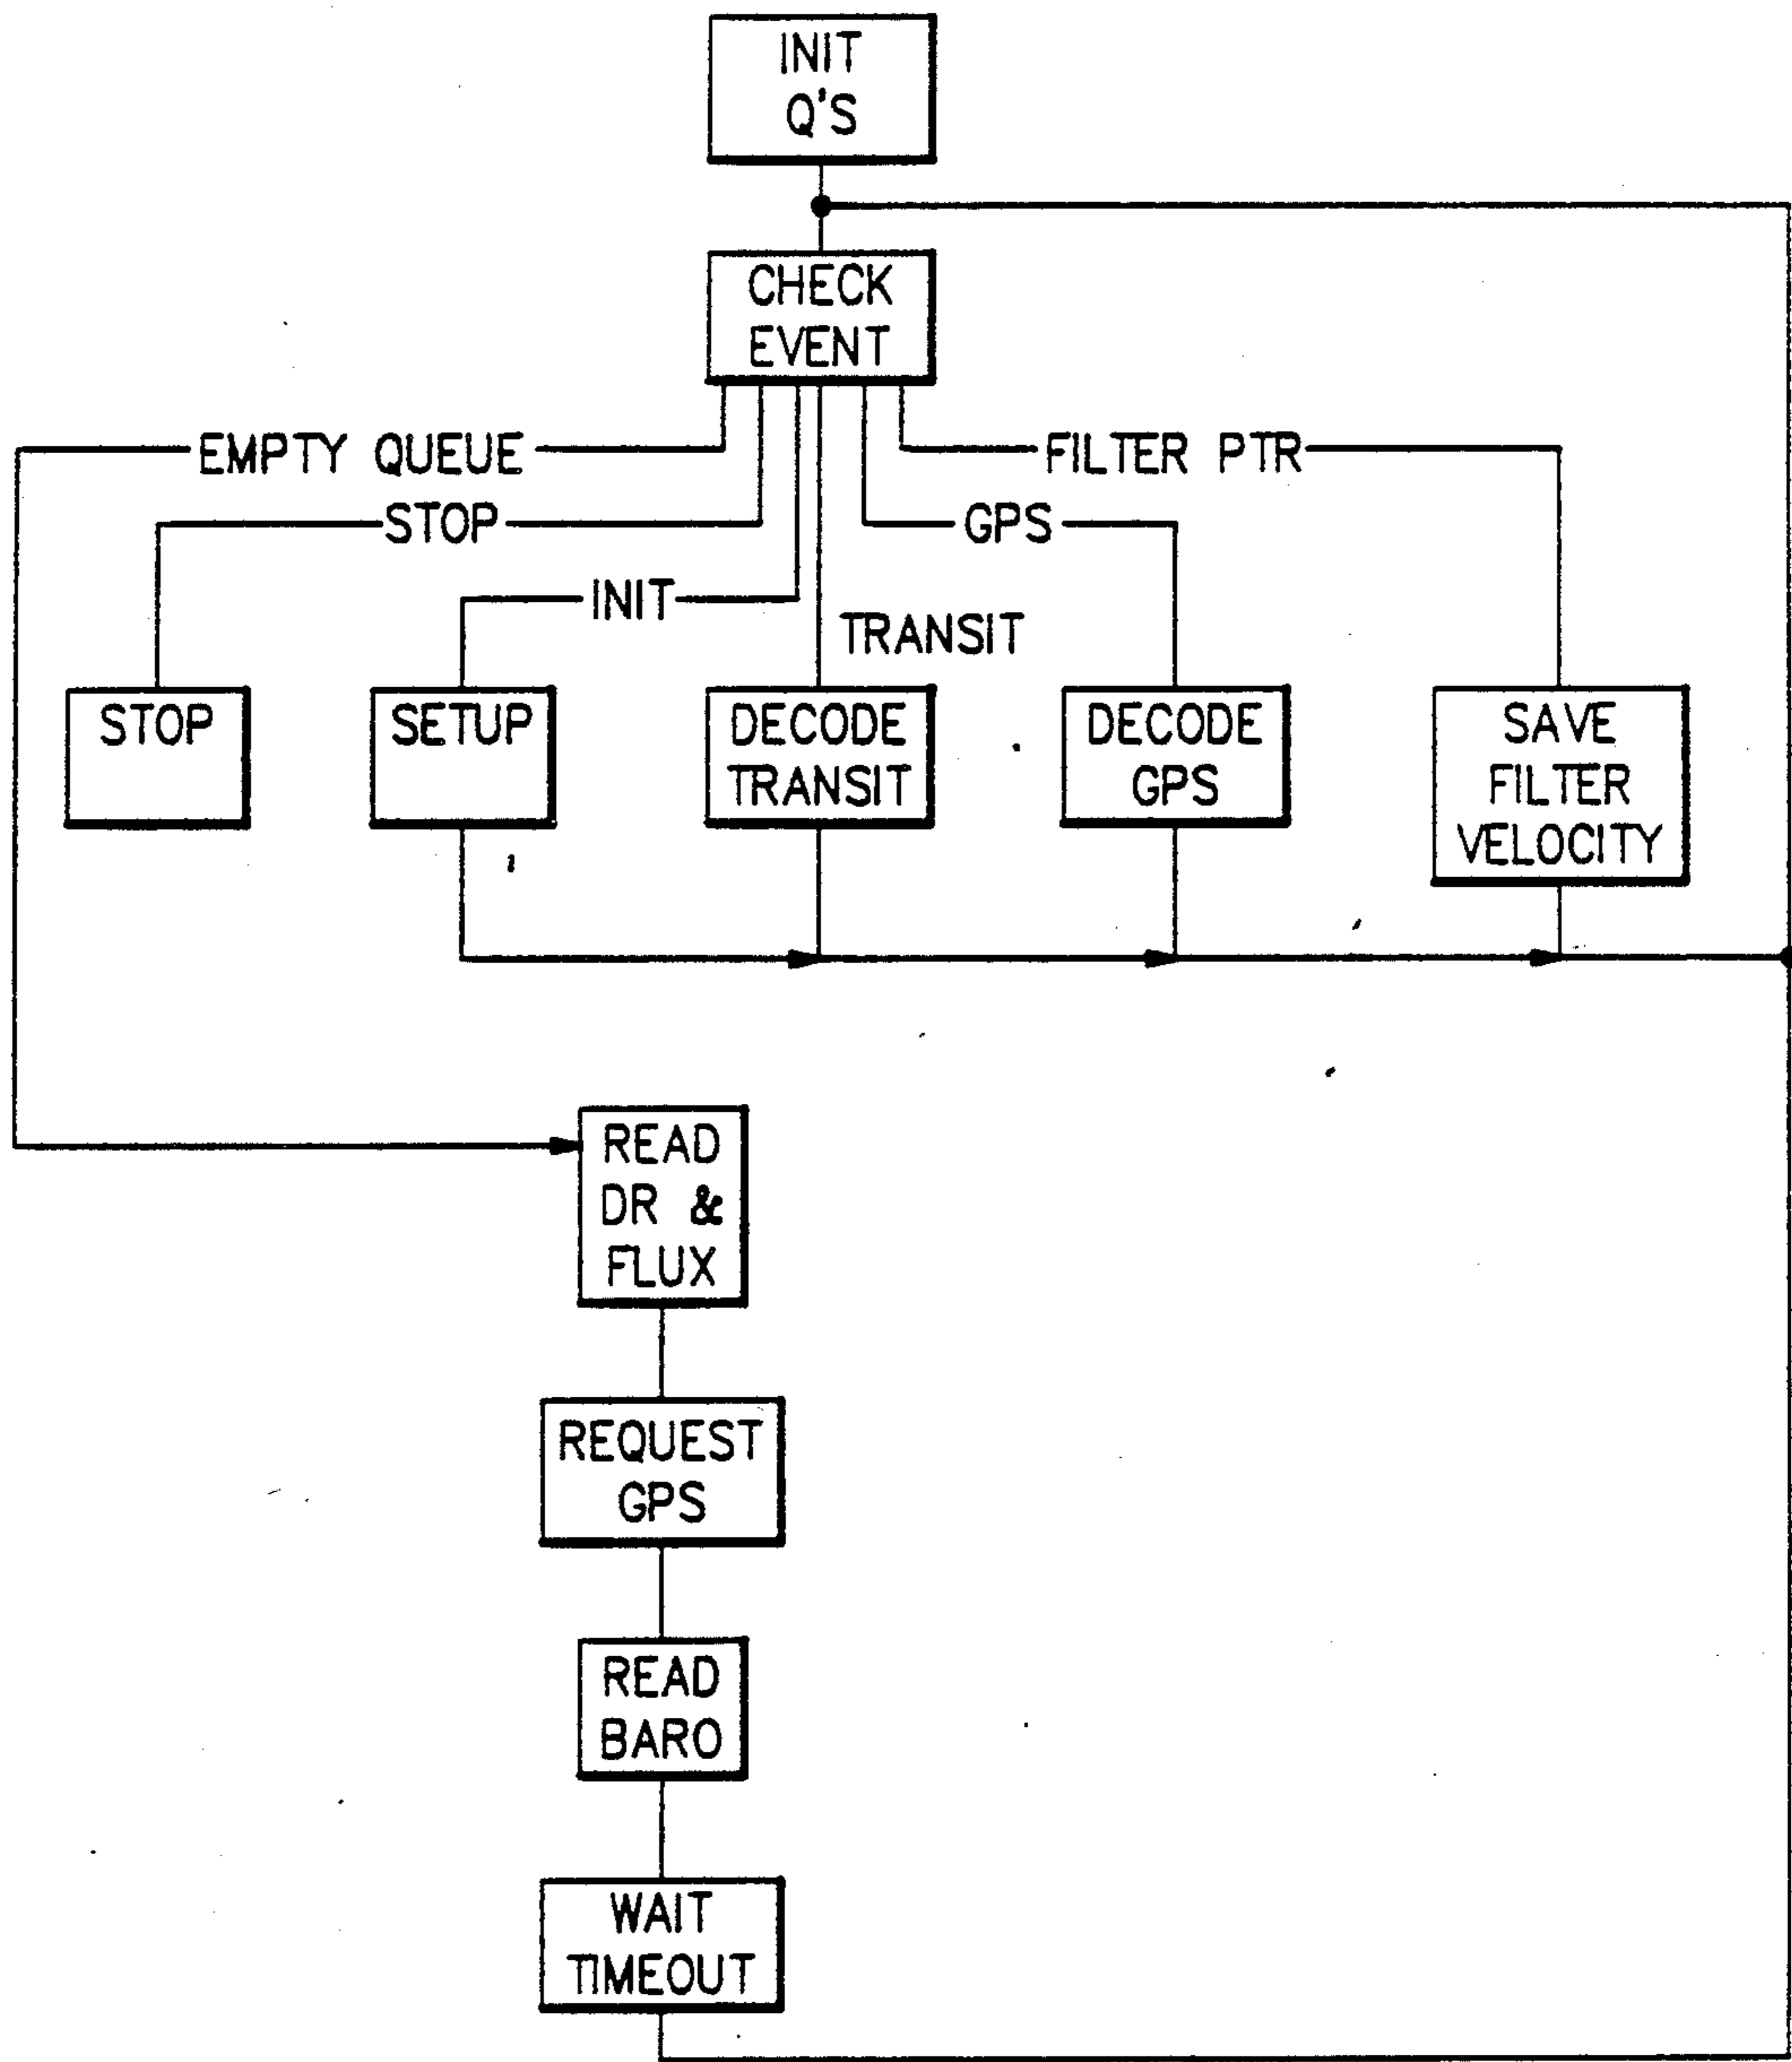 INIT
Q'S
CHECK
EVENT
EMPTY QUEUE
FILTER PTR
STOP
GPS
INIT
TRANSIT
STOP
SETUP
DECODE
TRANSIT
DECODE
GPS
SAVE
FILTER
VELOCITY
READ
DR &
FLUX
REQUEST
GPS
READ
BARO
WAIT
TIMEOUT